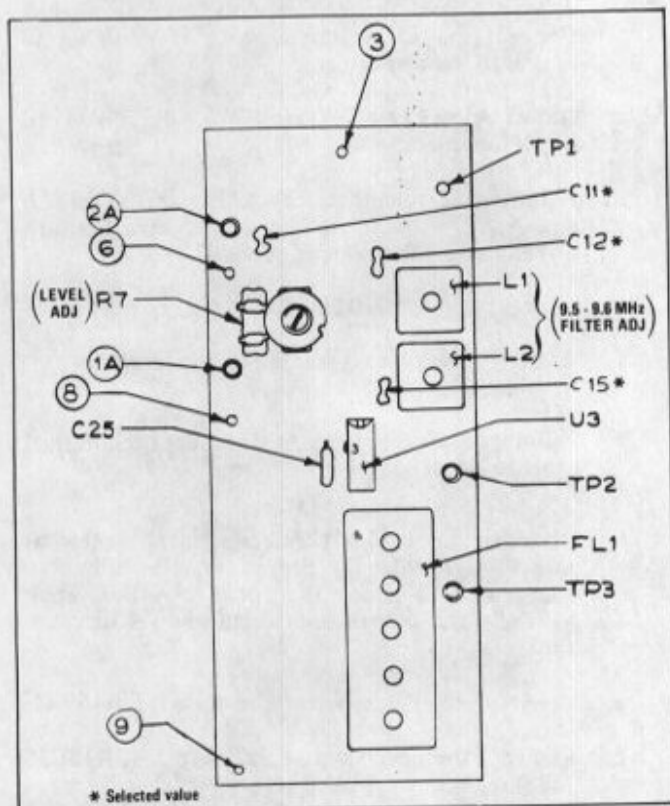 3
TP1
C11*
2A
C12*
6
L1
(LEVEL ADJ) R7
(9.5 - 9.6 MHz FILTER ADJ)
L2
1A
C15*
8
U3
C25
3
TP2
FL1
TP3
9
* Selected value